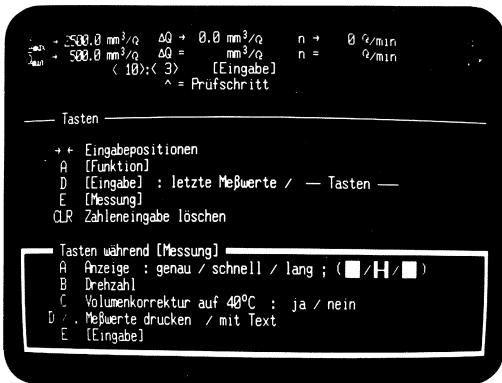 → 2500.0 mm³/Ω ΔQ → 0.0 mm³/Ω n → 0 Ω/min
→ 500.0 mm³/Ω ΔQ = mm³/Ω n = Ω/min
< 10>:< 3> [Eingabe]
^ = Prüfschritt
Tasten
→ ← Eingabepositionen
A [Funktion]
D [Eingabe] : letzte Meßwerte / — Tasten —
E [Messung]
CLR Zahleneingabe löschen
Tasten während [Messung]
A Anzeige : genau / schnell / lang ; ( / / )
B Drehzahl
C Volumenkorrektur auf 40°C : ja / nein
D / . Meßwerte drucken / mit Text
E [Eingabe]